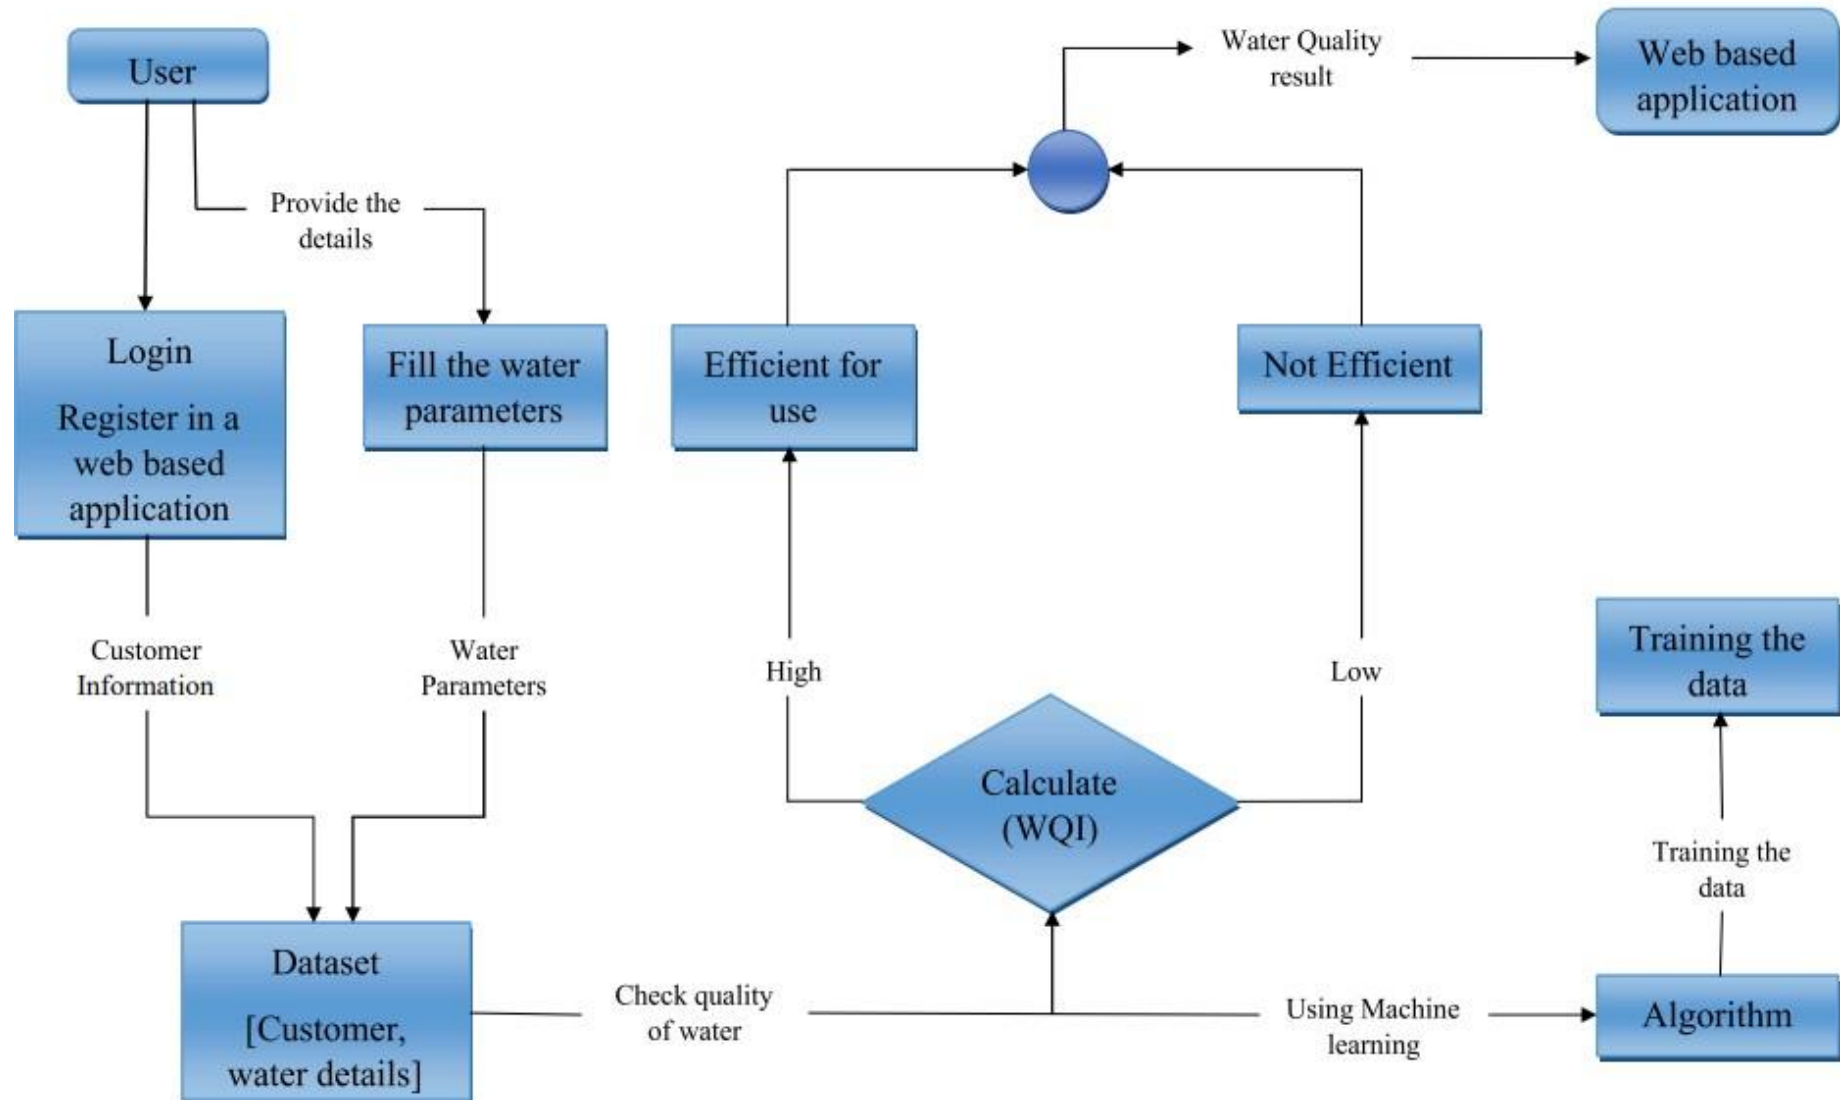 User
Provide the
details
Login
Register in a
web based
application
Fill the water
parameters
Customer
Information
Water
Parameters
Dataset
[Customer,
water details]
Check quality
of water
Water Quality
result
Web based
application
Efficient for
use
Not Efficient
High
Low
Calculate
(WQI)
Training the
data
Training the
data
Using Machine
learning
Algorithm